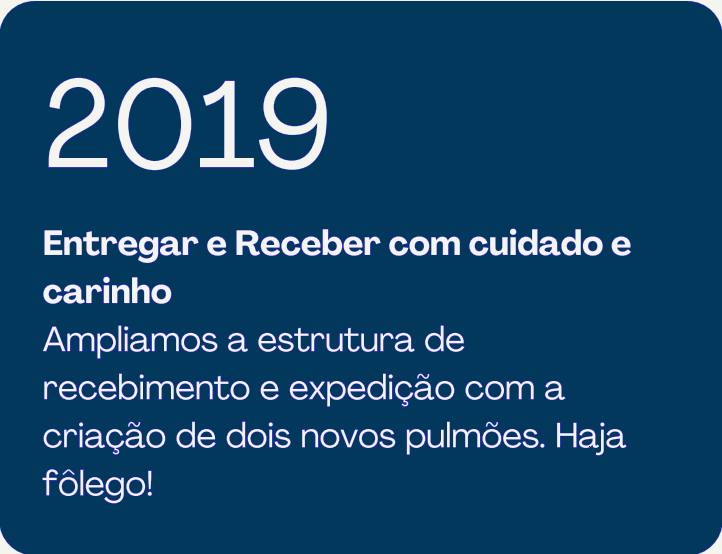 2019
Entregar e Receber com cuidado e
carinho
Ampliamos a estrutura de
recebimento e expedição com a
criação de dois novos pulmões. Haja
fôlego!